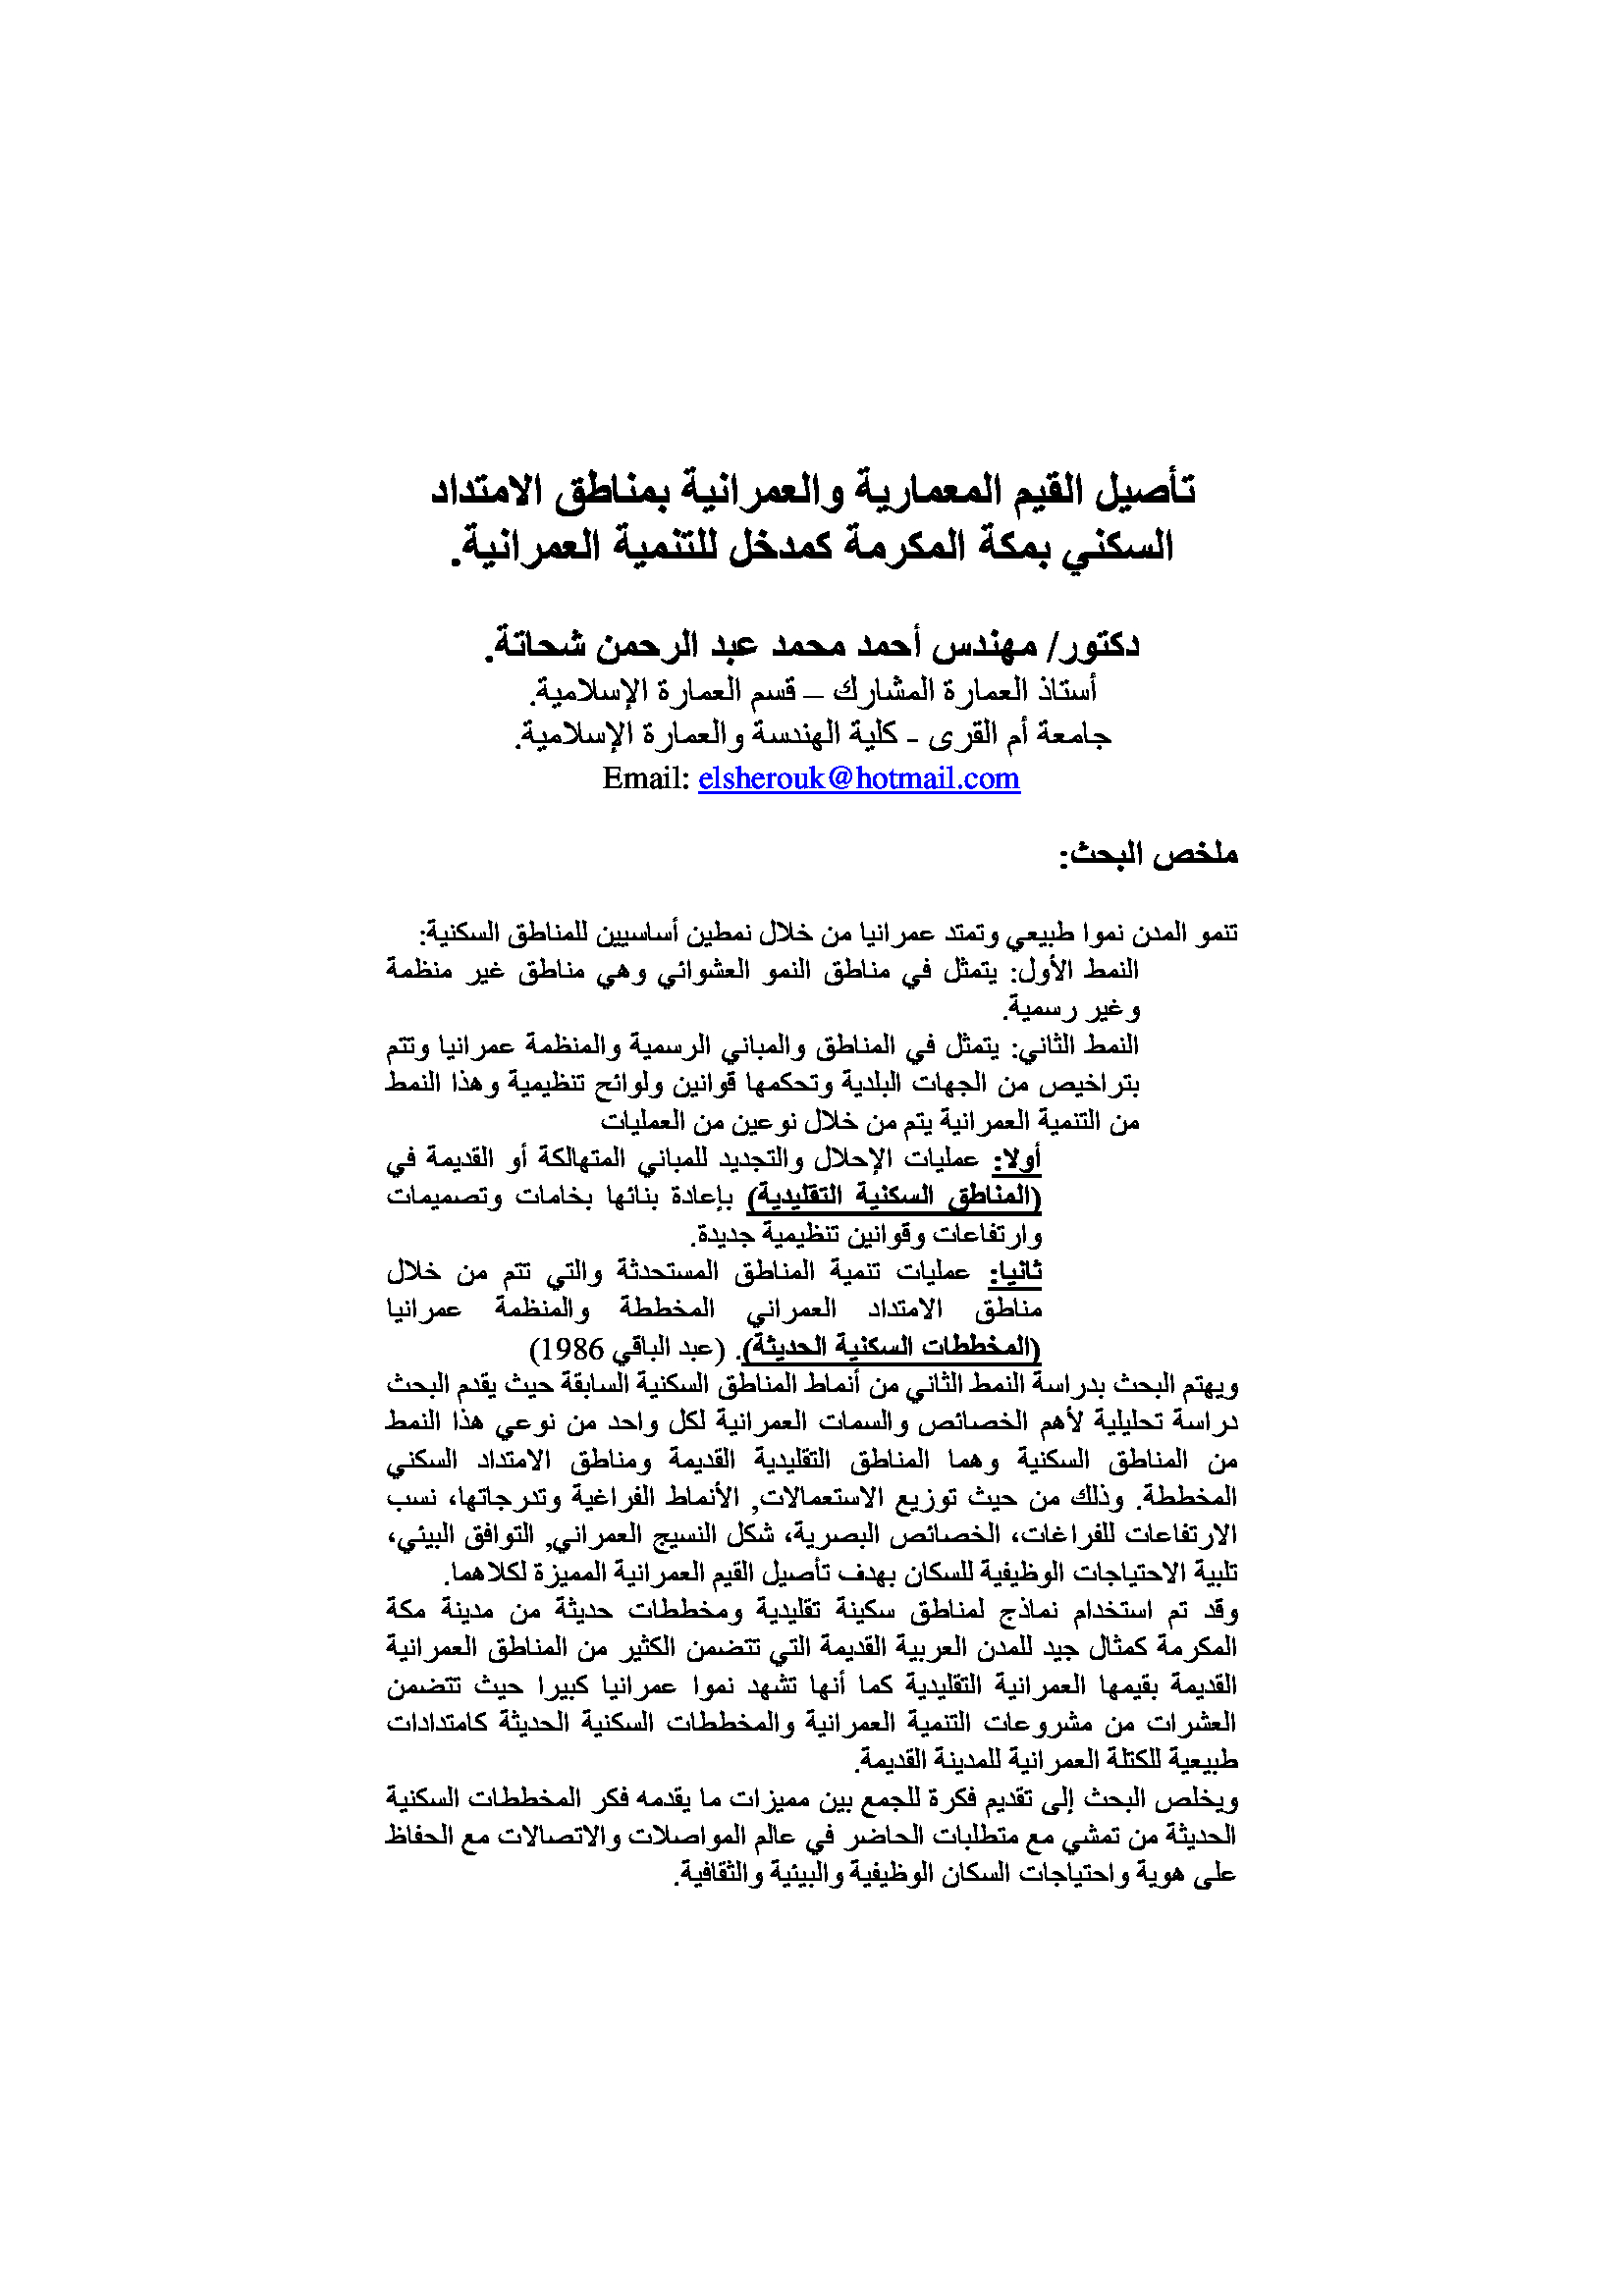 تأصيل القيم المعمارية والعمرانية بمناطق الامتداد
السكني بمكة المكرمة كمدخل للتنمية العمرانية.
دكتور/ مهندس أحمد محمد عبد الرحمن شحاتة.
أستاذ العمارة المشارك – قسم العمارة الإسلامية.
جامعة أم القرى - كلية الهندسة والعمارة الإسلامية.
Email: elsherouk@hotmail.com
ملخص البحث:
تنمو المدن نموا طبيعي وتمتد عمرانيا من خلال نمطين أساسيين للمناطق السكنية:
النمط الأول: يتمثل في مناطق النمو العشوائي وهي مناطق غير منظمة
وغير رسمية.
النمط الثاني: يتمثل في المناطق والمباني الرسمية والمنظمة عمرانيا وتتم
بتراخيص من الجهات البلدية وتحكمها قوانين ولوائح تنظيمية وهذا النمط
من التنمية العمرانية يتم من خلال نوعين من العمليات
أولا: عمليات الإحلال والتجديد للمباني المتهالكة أو القديمة في
(المناطق السكنية التقليدية) بإعادة بنائها بخامات وتصميمات
وارتفاعات وقوانين تنظيمية جديدة.
ثانيا: عمليات تنمية المناطق المستحدثة والتي تتم من خلال
مناطق الامتداد العمراني المخططة والمنظمة عمرانيا
(المخططات السكنية الحديثة). (عبد الباقي 1986)
ويهتم البحث بدراسة النمط الثاني من أنماط المناطق السكنية السابقة حيث يقدم البحث
دراسة تحليلية لأهم الخصائص والسمات العمرانية لكل واحد من نوعي هذا النمط
من المناطق السكنية وهما المناطق التقليدية القديمة ومناطق الامتداد السكني
المخططة. وذلك من حيث توزيع الاستعمالات, الأنماط الفراغية وتدرجاتها، نسب
الارتفاعات للفراغات، الخصائص البصرية، شكل النسيج العمراني, التوافق البيئي،
تلبية الاحتياجات الوظيفية للسكان بهدف تأصيل القيم العمرانية المميزة لكلاهما.
وقد تم استخدام نماذج لمناطق سكينة تقليدية ومخططات حديثة من مدينة مكة
المكرمة كمثال جيد للمدن العربية القديمة التي تتضمن الكثير من المناطق العمرانية
القديمة بقيمها العمرانية التقليدية كما أنها تشهد نموا عمرانيا كبيرا حيث تتضمن
العشرات من مشروعات التنمية العمرانية والمخططات السكنية الحديثة كامتدادات
طبيعية للكتلة العمرانية للمدينة القديمة.
ويخلص البحث إلى تقديم فكرة للجمع بين مميزات ما يقدمه فكر المخططات السكنية
الحديثة من تمشي مع متطلبات الحاضر في عالم المواصلات والاتصالات مع الحفاظ
على هوية واحتياجات السكان الوظيفية والبيئية والثقافية.